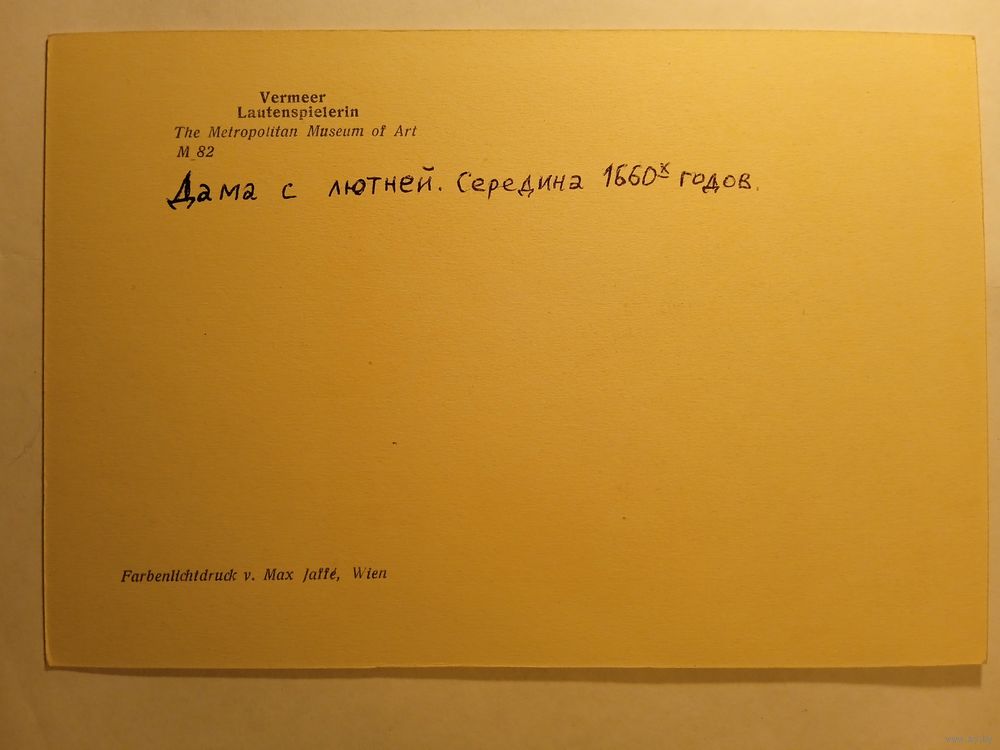 Vermeer
Lautenspielerin
The Metropolitan Museum of Art
M 82
Дама с лютней. Середина 1660х годов.
Farbenlichtdruck v. Max Jaffé, Wien